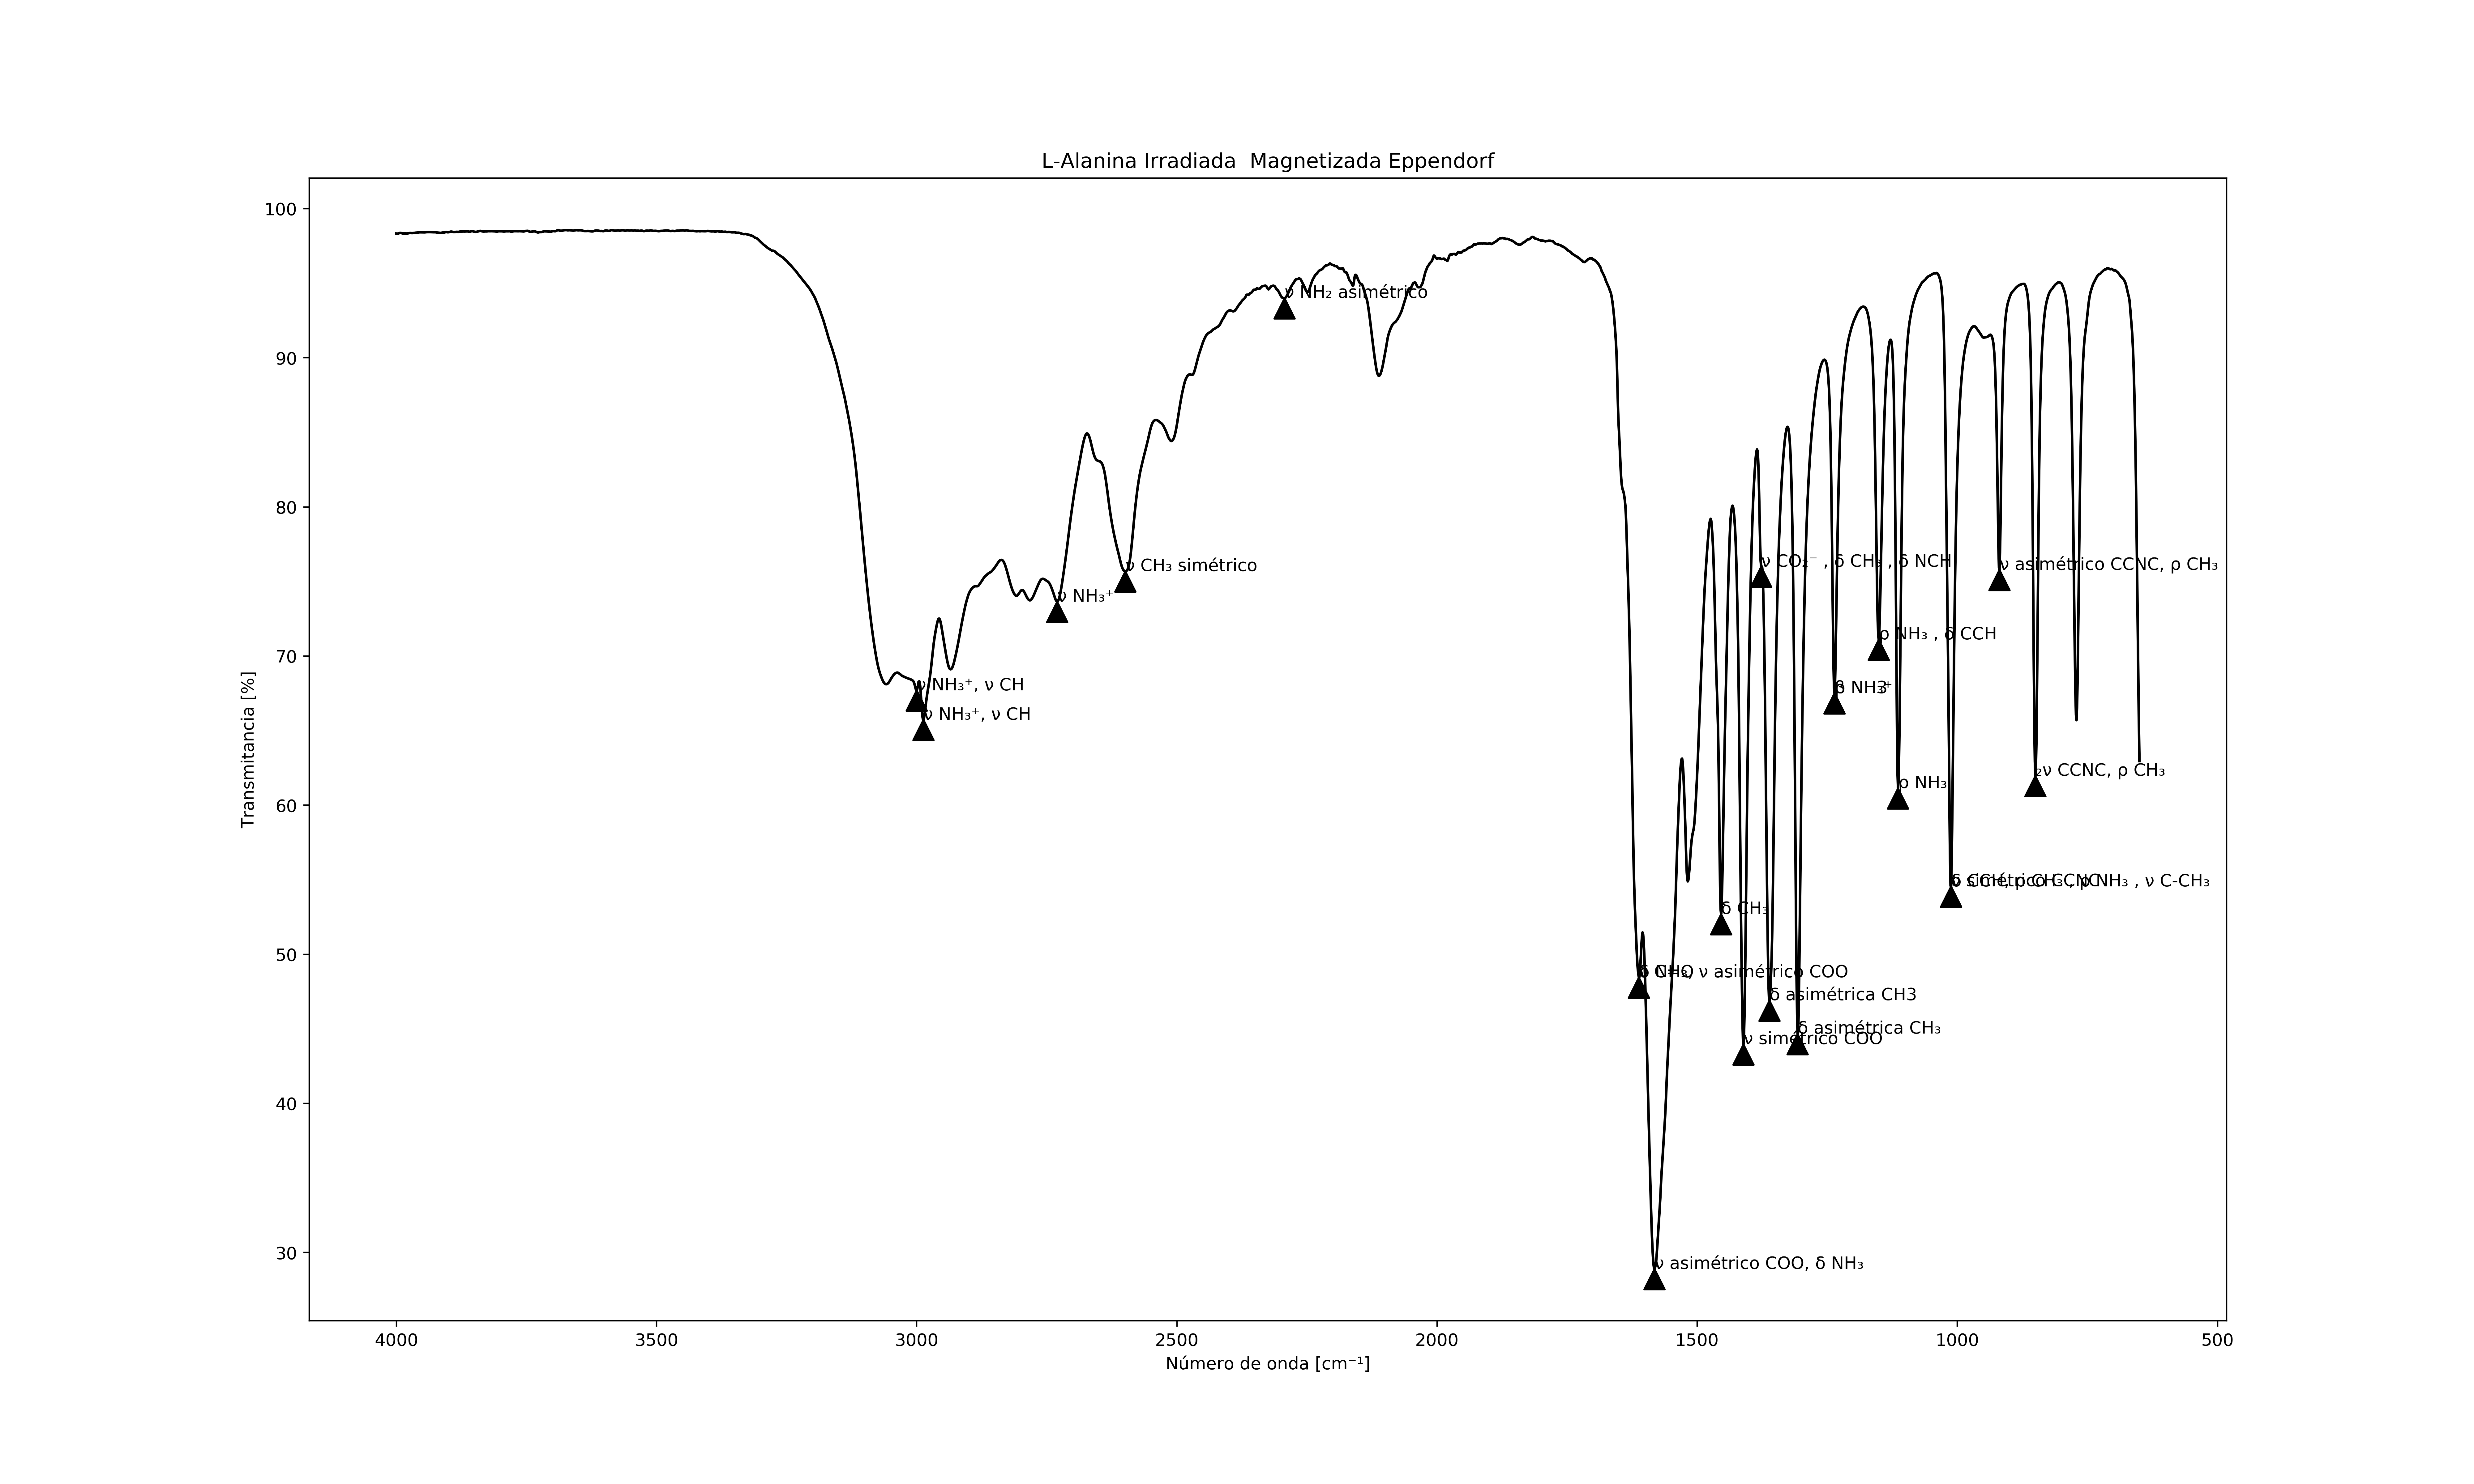 L-Alanina Irradiada  Magnetizada Eppendorf
Transmitancia [%]
100
90
80
70
60
50
40
30
ν NH₂ asimétrico
ν CH₃ simétrico
ν CO₂⁻ , δ CH₃ , δ NCH
ν asimétrico CCNC, ρ CH₃
ν NH₃⁺
ρ NH₃ , δ CCH
ν NH₃⁺, ν CH
ν NH₃⁺, ν CH
ρ NH₃
₂ν CCNC, ρ CH₃
ρ NH₃ , ν C-CH₃
δ CH₃
ν asimétrico COO
δ asimétrica CH3
δ asimétrica CH₃
ν simétrico COO
ν asimétrico COO, δ NH₃
4000
3500
3000
2500
2000
1500
1000
500
Número de onda [cm⁻¹]